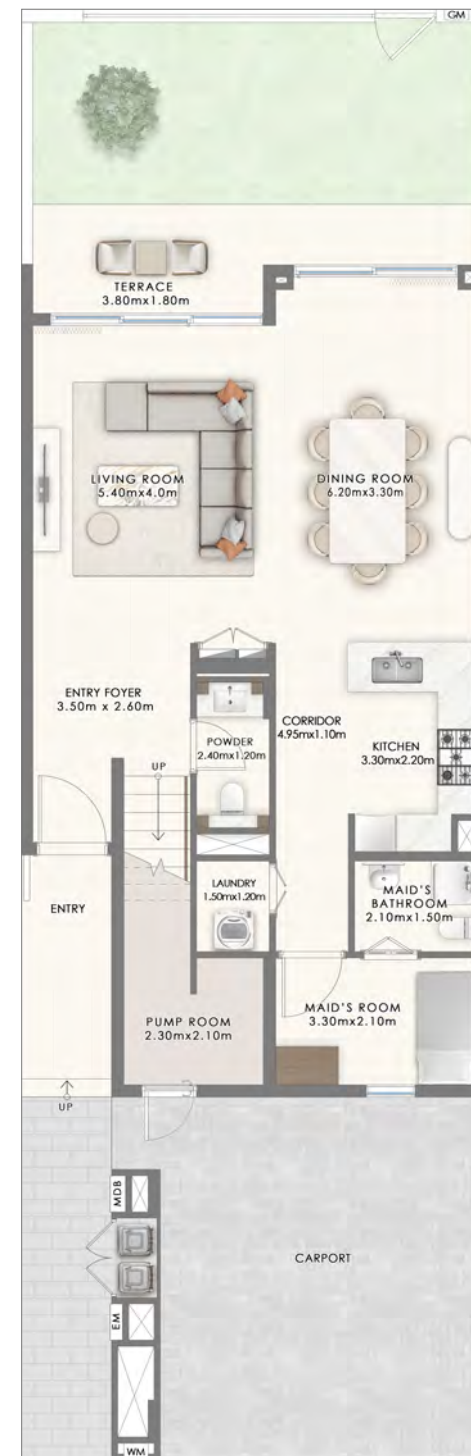 GM
TERRACE
3.80mx1.80m
LIVING ROOM
5.40mx4.0m
DINING ROOM
6.20mx3.30m
ENTRY FOYER
3.50m x 2.60m
POWDER
2.40mx1.20m
CORRIDOR
4.95mx1.10m
KITCHEN
3.30mx2.20m
UP
LAUNDRY
1.50mx1.20m
MAID'S
BATHROOM
2.10mx1.50m
ENTRY
PUMP ROOM
2.30mx2.10m
MAID'S ROOM
3.30mx2.10m
UP
MDB
CARPORT
EM
WM